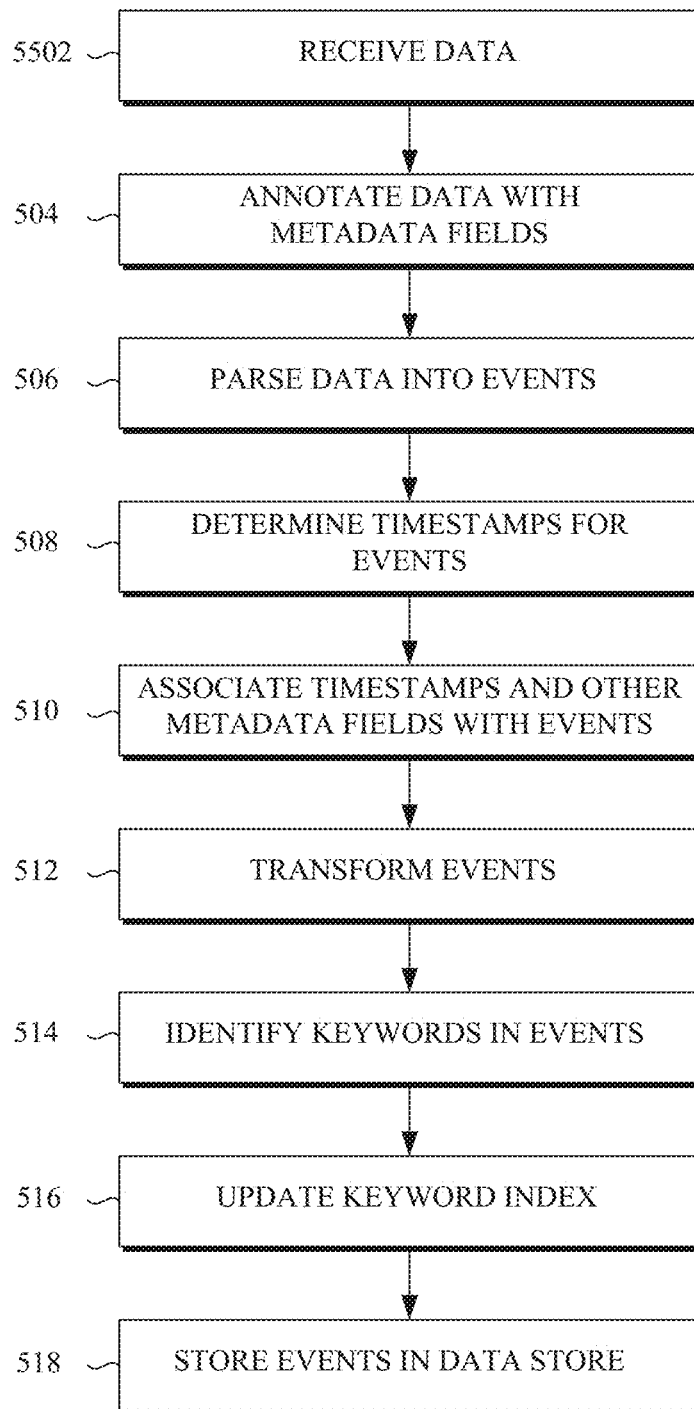 5502
RECEIVE DATA
504
ANNOTATE DATA WITH
METADATA FIELDS
506
PARSE DATA INTO EVENTS
508
DETERMINE TIMESTAMPS FOR
EVENTS
510
ASSOCIATE TIMESTAMPS AND OTHER
METADATA FIELDS WITH EVENTS
512
TRANSFORM EVENTS
514
IDENTIFY KEYWORDS IN EVENTS
516
UPDATE KEYWORD INDEX
518
STORE EVENTS IN DATA STORE